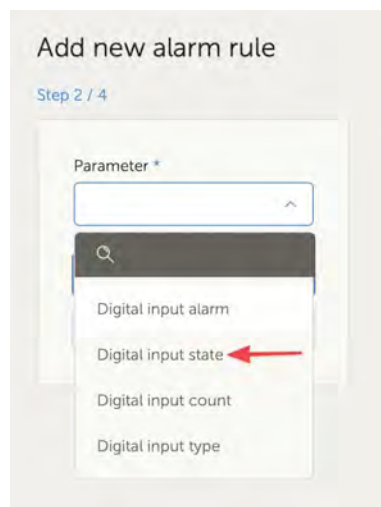 Add new alarm rule
Step 2 / 4
Parameter *
Digital input alarm
Digital input state
Digital input count
Digital input type